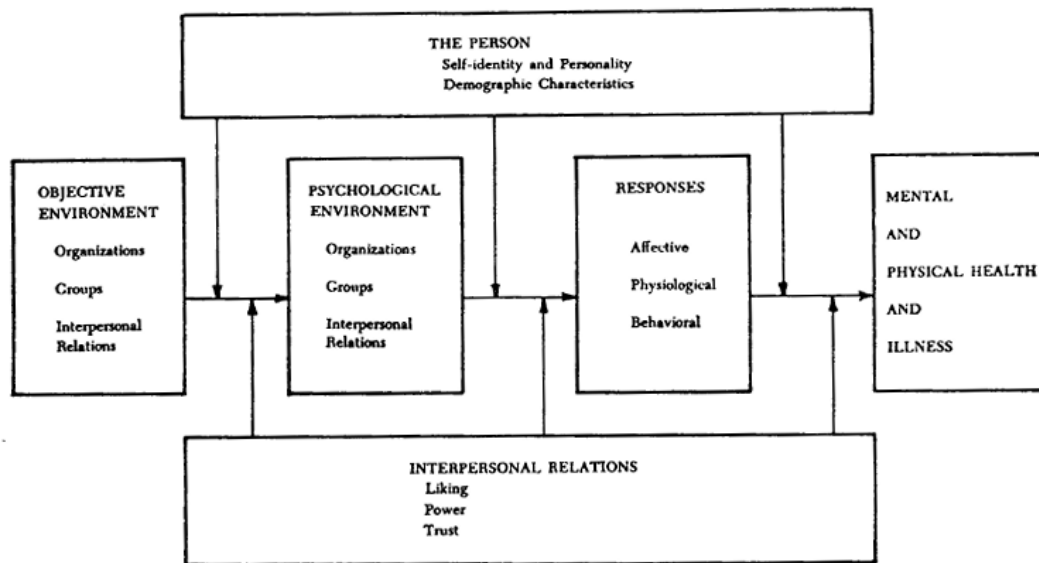 THE PERSON
Self-identity and Personality
Demographic Characteristics
OBJECTIVE
ENVIRONMENT
Organizations
Groups
Interpersonal
Relations
PSYCHOLOGICAL
ENVIRONMENT
Organizations
Groups
Interpersonal
Relations
RESPONSES
Affective
Physiological
Behavioral
MENTAL
AND
PHYSICAL HEALTH
AND
ILLNESS
INTERPERSONAL RELATIONS
Liking
Power
Trust